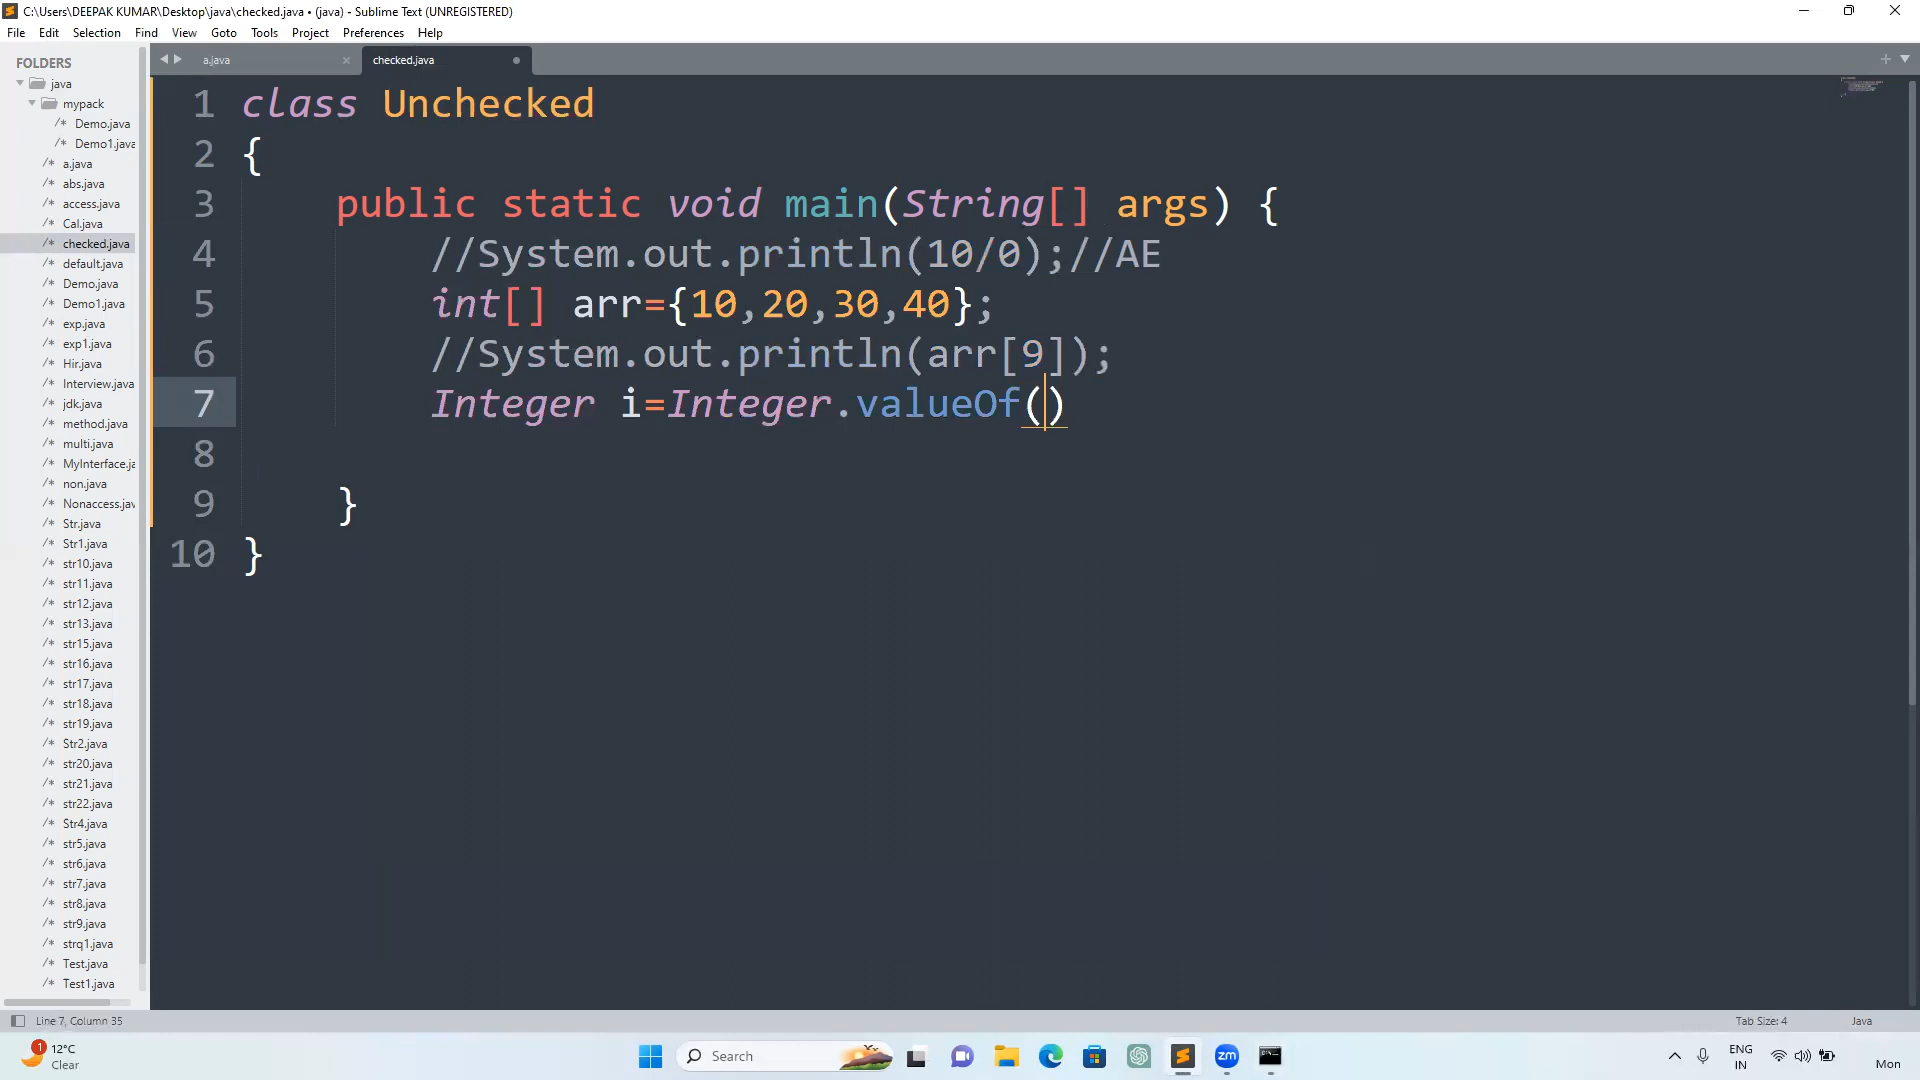 C:\Users\DEEPAK KUMAR\Desktop\java\checked.java • (java) - Sublime Text (UNREGISTERED)
File Edit Selection Find View Goto Tools Project Preferences Help
FOLDERS
java
mypack
/* Demo.java
/* Demo1.java
/* a.java
/* abs.java
/* access.java
/* Cal.java
/* checked.java
/* default.java
/* Demo.java
/* Demo1.java
/* exp.java
/* exp1.java
/* Hir.java
/* Interview.java
/* jdk.java
/* method.java
/* multi.java
/* MyInterface.ja
/* non.java
/* Nonaccess.jav
/* Str.java
/* Str1.java
/* str10.java
/* str11.java
/* str12.java
/* str13.java
/* str15.java
/* str16.java
/* str17.java
/* str18.java
/* str19.java
/* Str2.java
/* str20.java
/* str21.java
/* str22.java
/* Str4.java
/* str5.java
/* str6.java
/* str7.java
/* str8.java
/* str9.java
/* strq1.java
/* Test.java
/* Test1.java
a.java
checked.java
1 class Unchecked
2 {
3 public static void main(String[] args) {
4 //System.out.println(10/0);//AE
5 int[] arr={10,20,30,40};
6 //System.out.println(arr[9]);
7 Integer i=Integer.valueOf()
8
9 }
10 }
Line 7, Column 35
Tab Size: 4
Java
1
12°C
Clear
Search
zm
ENG
IN
Mon